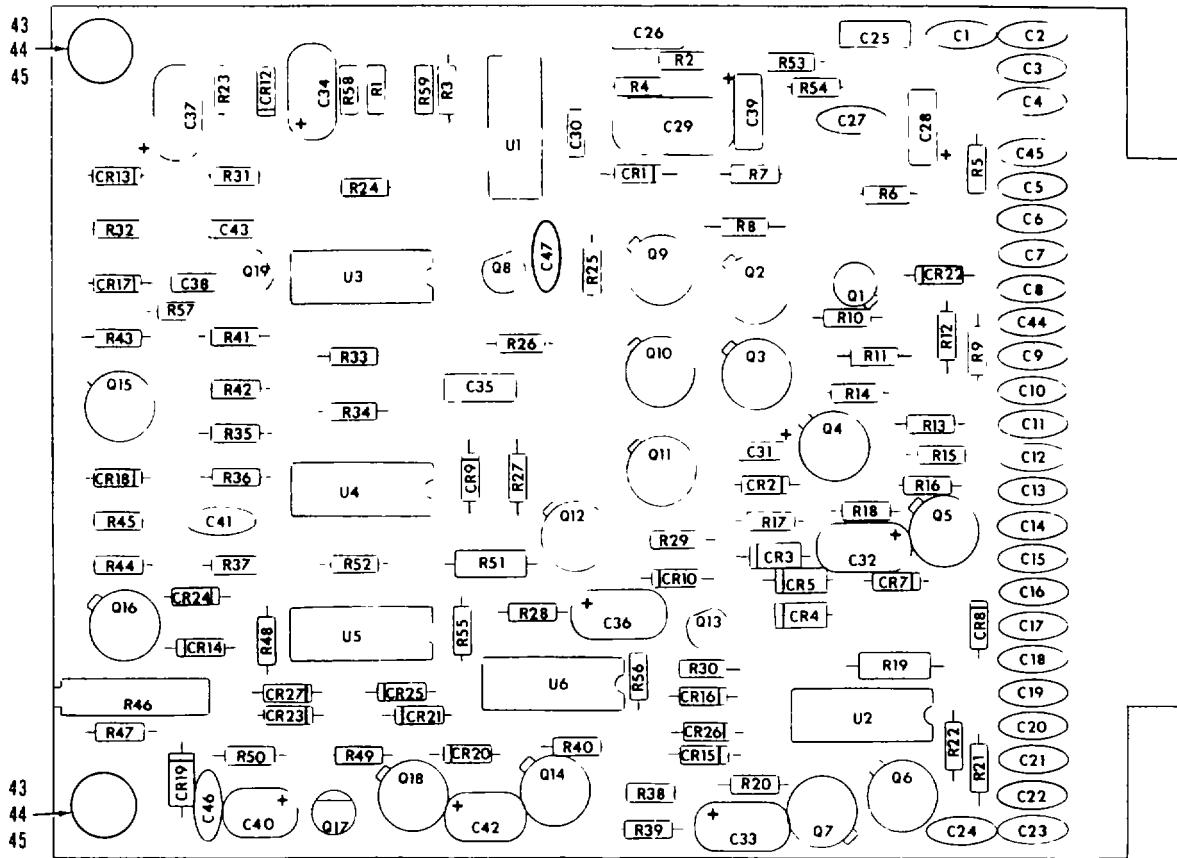 43
44
45
C26 C25 C1 C2
R2 R53 C3
R23 CR12 C34 R58 R1 R59 R3 R4 R54 C4
C37 C39 C27 C28
U1 C30 C29 C45
CR13 R31 R24 CR1 R7 R6 R5 C5
R32 C43 R8 C6
Q19 U3 Q8 C47 R25 Q9 Q2 C7
CR17 C38 Q1 CR22 C8
R57 R10 C44
R43 R41 R33 R26 Q10 Q3 R11 R12 R9 C9
Q15 R42 C35 R14 C10
R34 Q4 R13 C11
R35 Q11 C31 R15 C12
CR18 R36 U4 CR9 R27 CR2 R16 C13
R45 C41 Q12 R17 R18 Q5 C14
R44 R37 R52 R51 R29 CR3 C32 C15
CR10 CR5 CR7
CR24 C16
Q16 R28 C36 Q13 CR4 CR8 C17
CR14 R48 U5 R55
R30 R19 C18
R46 CR27 CR25 U6 R56 CR16 C19
CR23 CR21 U2
R47 CR26 C20
R50 R49 CR20 R40 CR15 R22 C21
CR19 Q18 Q14 R20 Q6 R21
C46 R38 C22
C40 Q17 C42 R39 C33 Q7 C24 C23
43
44
45